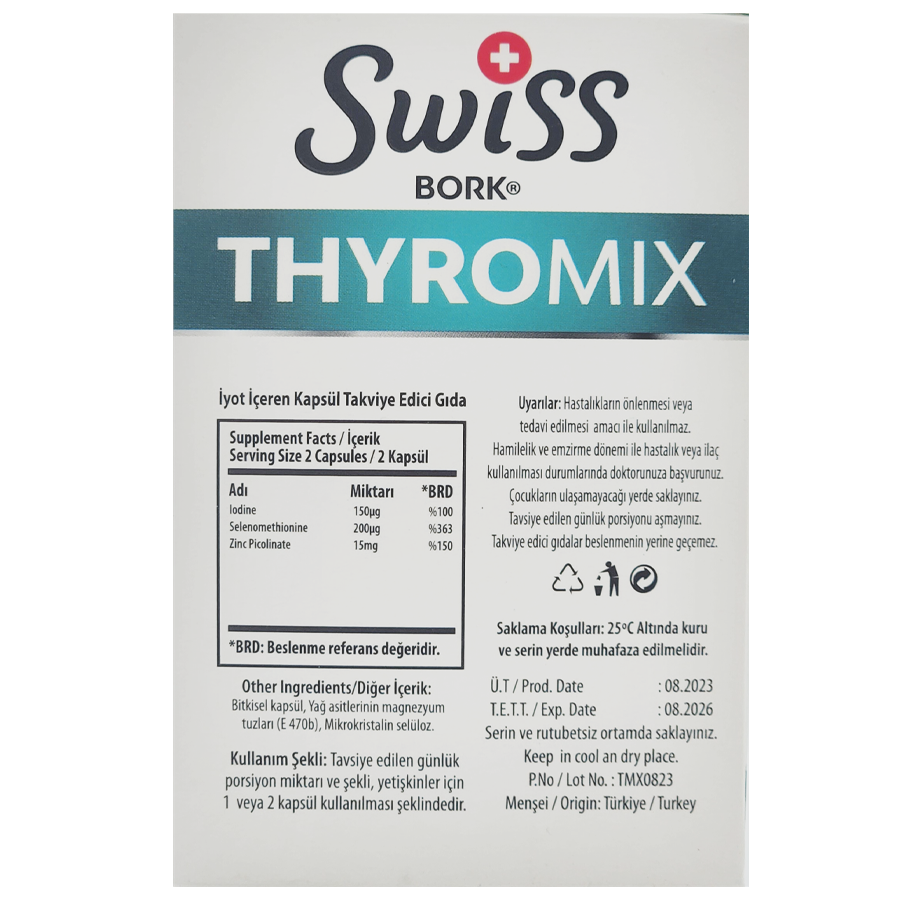 Swiss
BORK®
THYROMIX
İyot İçeren Kapsül Takviye Edici Gıda
Supplement Facts / İçerik
Serving Size 2 Capsules / 2 Kapsül
Adı Miktarı *BRD
Iodine 150µg %100
Selenomethionine 200µg %363
Zinc Picolinate 15mg %150
*BRD: Beslenme referans değeridir.
Other Ingredients/Diğer İçerik:
Bitkisel kapsül, Yağ asitlerinin magnezyum
tuzları (E 470b), Mikrokristalin selüloz.
Kullanım Şekli: Tavsiye edilen günlük
porsiyon miktarı ve şekli, yetişkinler için
1 veya 2 kapsül kullanılması şeklindedir.
Uyarılar: Hastalıkların önlenmesi veya
tedavi edilmesi amacı ile kullanılmaz.
Hamilelik ve emzirme dönemi ile hastalık veya ilaç
kullanılması durumlarında doktorunuza başvurunuz.
Çocukların ulaşamayacağı yerde saklayınız.
Tavsiye edilen günlük porsiyonu aşmayınız.
Takviye edici gıdalar beslenmenin yerine geçemez.
Saklama Koşulları: 25ºC Altında kuru
ve serin yerde muhafaza edilmelidir.
Ü.T / Prod. Date : 08.2023
T.E.T.T. / Exp. Date : 08.2026
Serin ve rutubetsiz ortamda saklayınız.
Keep in cool an dry place.
P.No / Lot No. : TMX0823
Menşei / Origin: Türkiye / Turkey